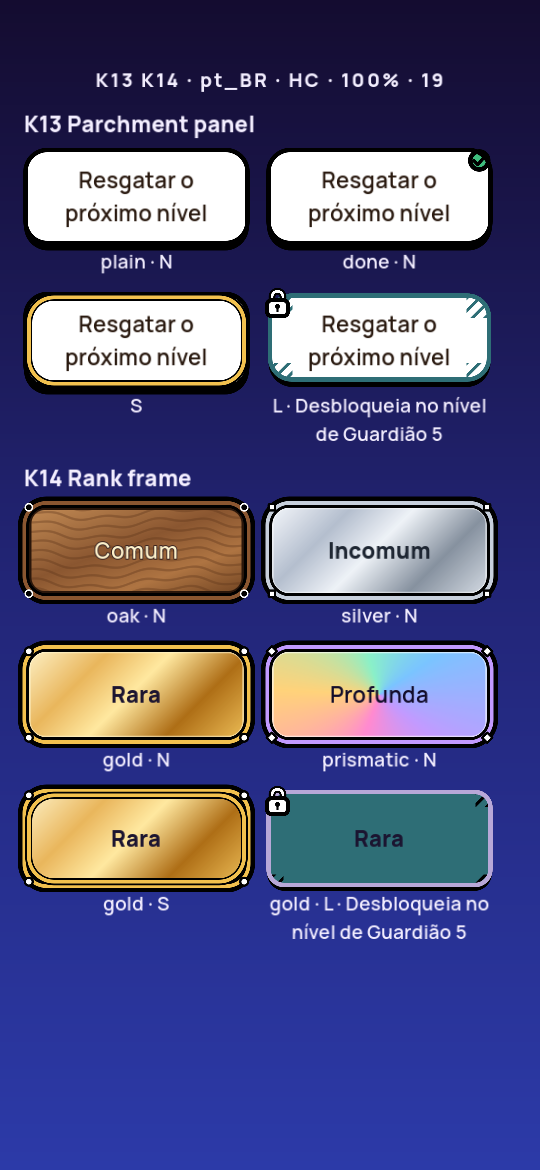 K13 K14 · pt_BR · HC · 100% · 19
K13 Parchment panel
Resgatar o
próximo nível
Resgatar o
próximo nível
plain · N
done · N
Resgatar o
próximo nível
Resgatar o
próximo nível
S
L · Desbloqueia no nível
de Guardião 5
K14 Rank frame
Comum
Incomum
oak · N
silver · N
Rara
Profunda
gold · N
prismatic · N
Rara
Rara
gold · S
gold · L · Desbloqueia no
nível de Guardião 5